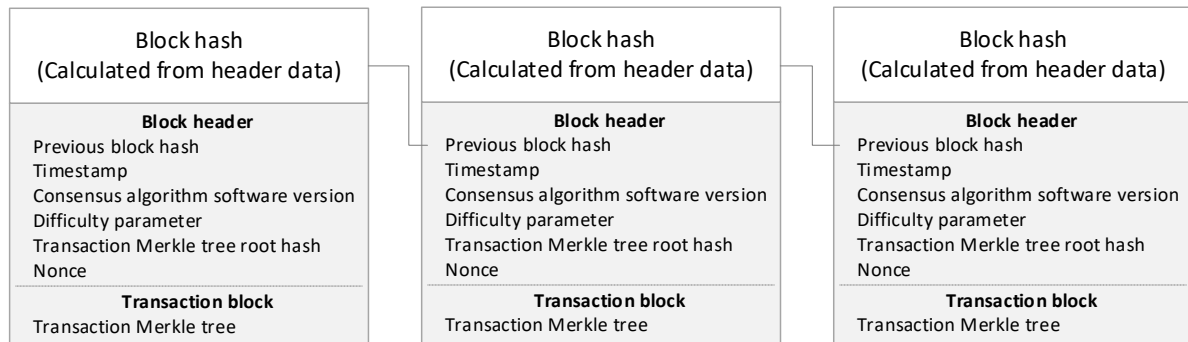 Block hash
(Calculated from header data)
Block header
Previous block hash
Timestamp
Consensus algorithm software version
Difficulty parameter
Transaction Merkle tree root hash
Nonce
Transaction block
Transaction Merkle tree
Block hash
(Calculated from header data)
Block header
Previous block hash
Timestamp
Consensus algorithm software version
Difficulty parameter
Transaction Merkle tree root hash
Nonce
Transaction block
Transaction Merkle tree
Block hash
(Calculated from header data)
Block header
Previous block hash
Timestamp
Consensus algorithm software version
Difficulty parameter
Transaction Merkle tree root hash
Nonce
Transaction block
Transaction Merkle tree